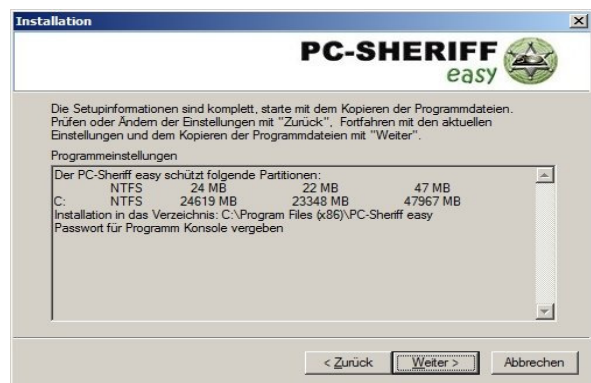 Installation
PC-SHERIFF
easy
Die Setupinformationen sind komplett, starte mit dem Kopieren der Programmdateien.
Prüfen oder Ändern der Einstellungen mit "Zurück", Fortfahren mit den aktuellen
Einstellungen und dem Kopieren der Programmdateien mit "Weiter".
Programmeinstellungen
Der PC-Sheriff easy schützt folgende Partitionen:
NTFS 24 MB 22 MB 47 MB
C: NTFS 24619 MB 23348 MB 47967 MB
Installation in das Verzeichnis: C:\Program Files (x86)\PC-Sheriff easy
Passwort für Programm Konsole vergeben
< Zurück Weiter > Abbrechen